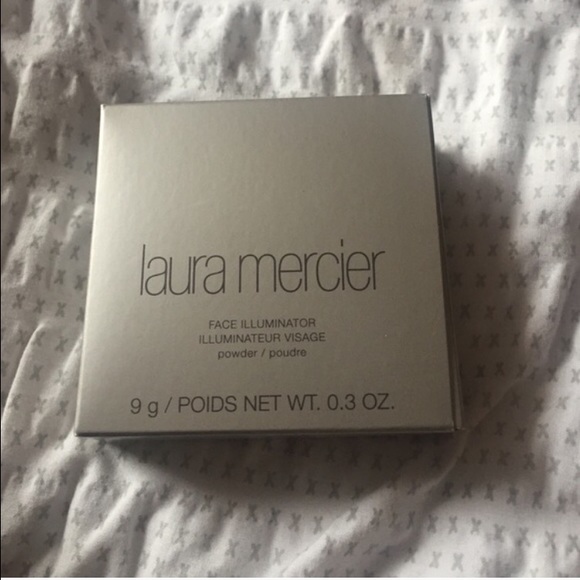 laura mercier
FACE ILLUMINATOR
ILLUMINATEUR VISAGE
powder / poudre
9 g / POIDS NET WT. 0.3 OZ.